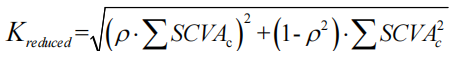 K_reduced = √((ρ·∑SCVA_c)² + (1-ρ²)·∑SCVA_c²)